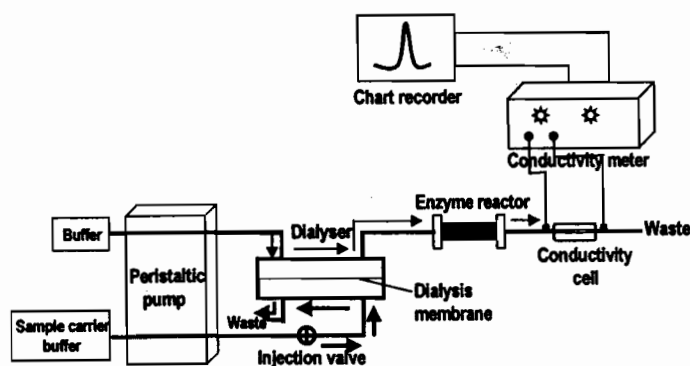 Chart recorder
Conductivity meter
Enzyme reactor
Dialyser
Buffer
Waste
Peristaltic
pump
Conductivity
cell
Dialysis
membrane
Waste
Sample carrier
buffer
Injection valve